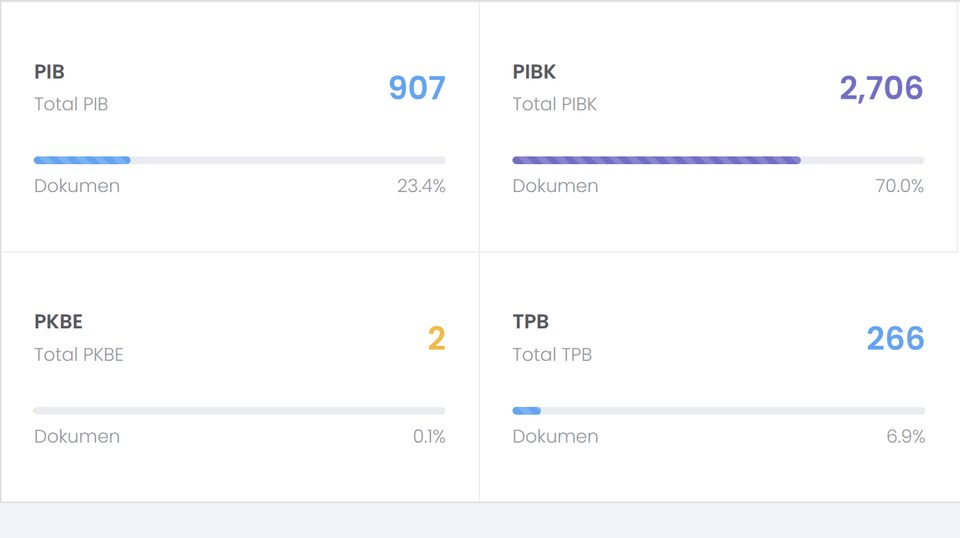 PIB
Total PIB
907
Dokumen
23.4%
PIBK
Total PIBK
2,706
Dokumen
70.0%
PKBE
Total PKBE
2
Dokumen
0.1%
TPB
Total TPB
266
Dokumen
6.9%